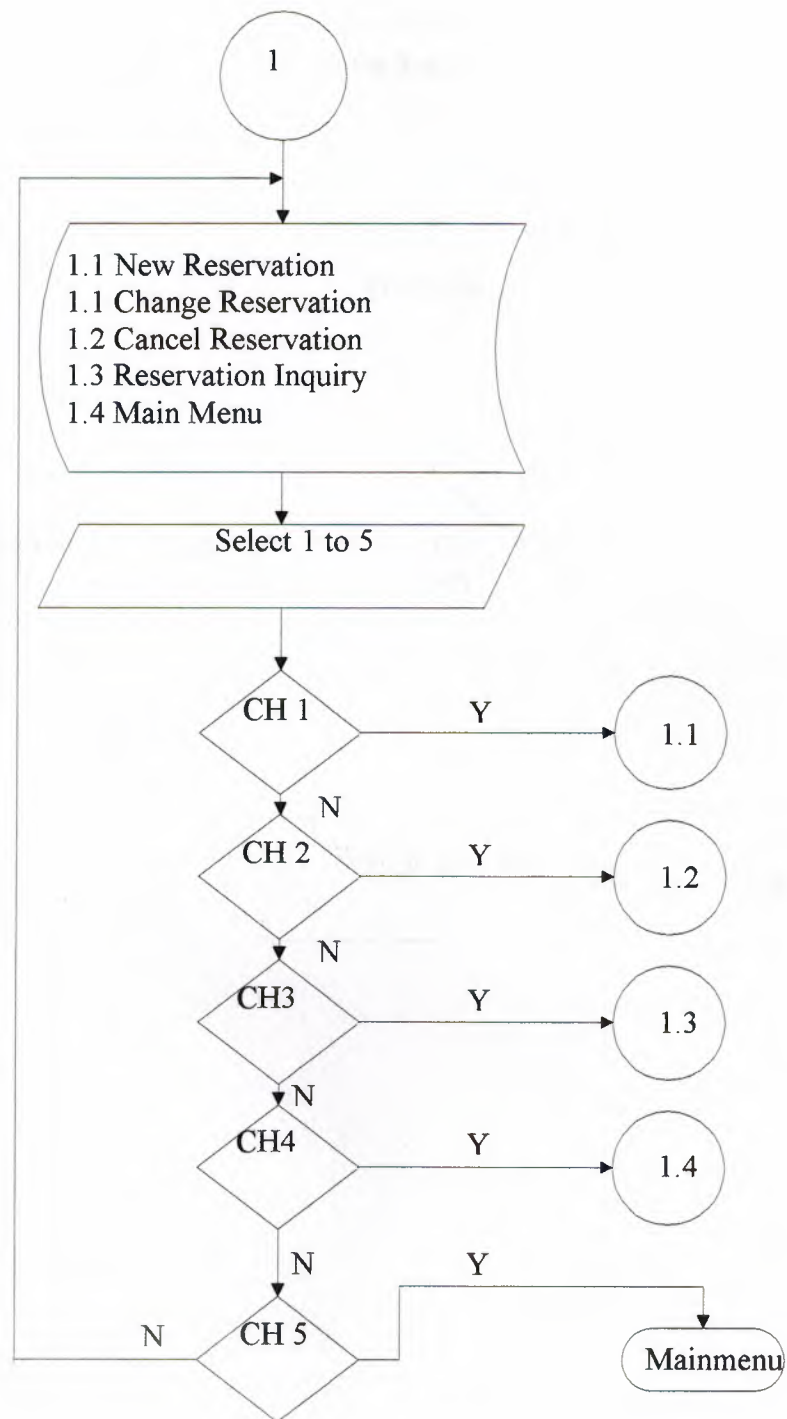 1
1.1 New Reservation
1.1 Change Reservation
1.2 Cancel Reservation
1.3 Reservation Inquiry
1.4 Main Menu
Select 1 to 5
CH 1
Y
1.1
N
CH 2
Y
1.2
N
CH3
Y
1.3
N
CH4
Y
1.4
N
Y
N
CH 5
Mainmenu